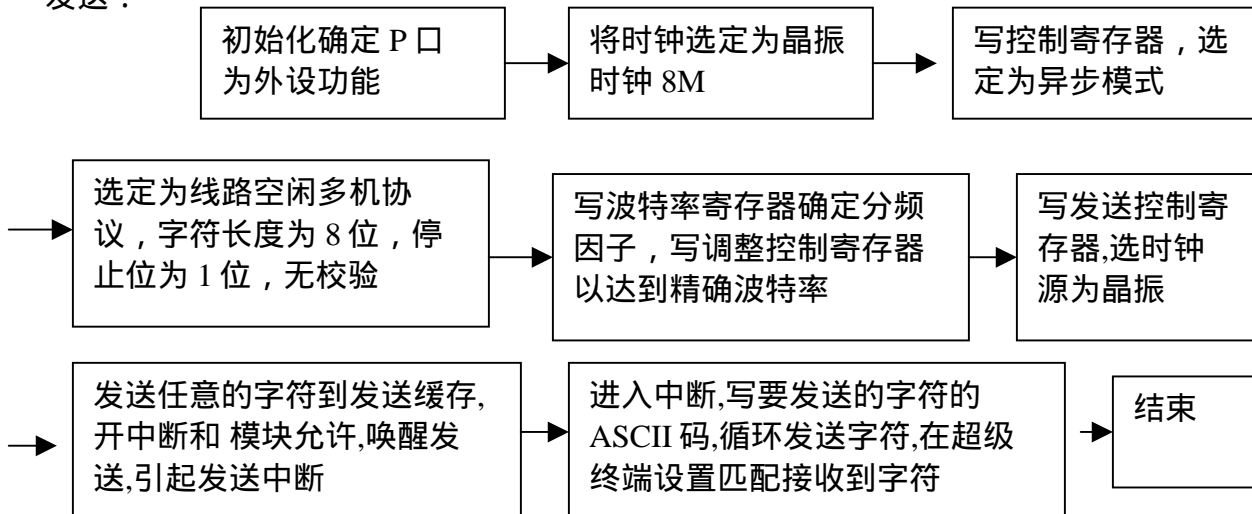 发送：
初始化确定 P 口
为外设功能
将时钟选定为晶振
时钟 8M
写控制寄存器，选
定为异步模式
选定为线路空闲多机协
议，字符长度为 8 位，停
止位为 1 位，无校验
写波特率寄存器确定分频
因子，写调整控制寄存器
以达到精确波特率
写发送控制寄
存器,选时钟
源为晶振
发送任意的字符到发送缓存,
开中断和 模块允许,唤醒发
送,引起发送中断
进入中断,写要发送的字符的
ASCII 码,循环发送字符,在超级
终端设置匹配接收到字符
结束